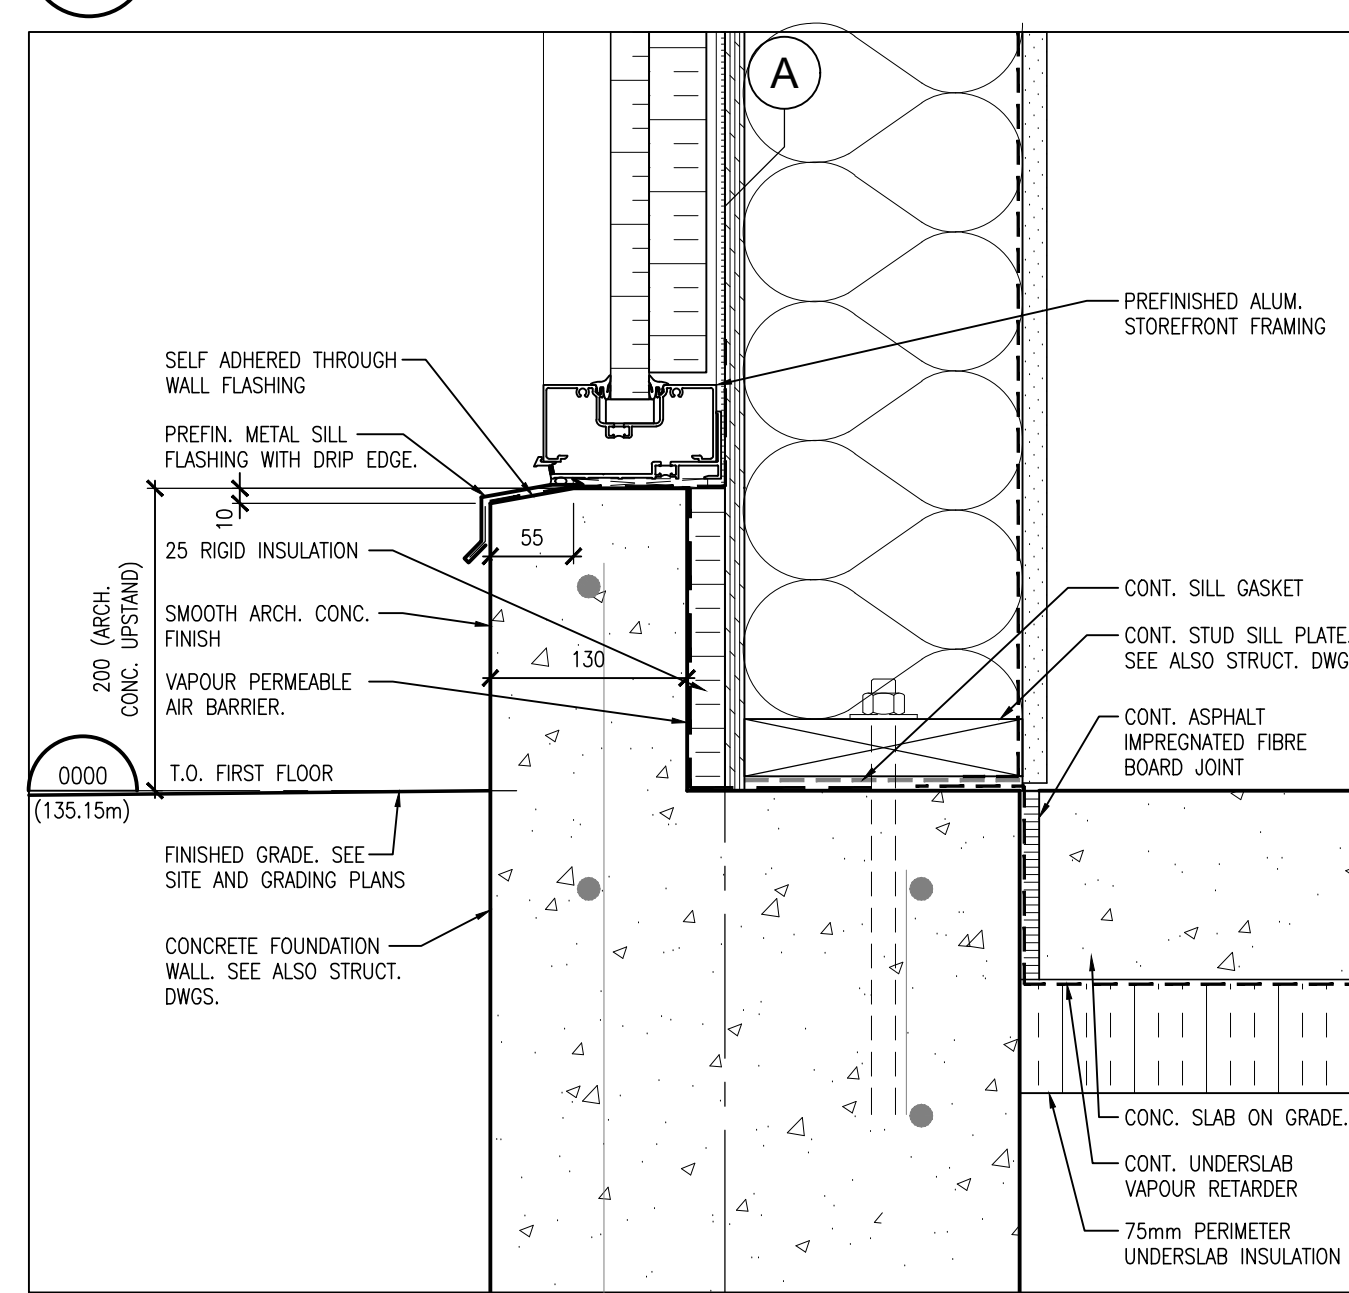 A
PREFINISHED ALUM.
STOREFRONT FRAMING
SELF ADHERED THROUGH
WALL FLASHING
PREFIN. METAL SILL
FLASHING WITH DRIP EDGE.
10
55
25 RIGID INSULATION
200 (ARCH.
CONC. UPSTAND)
SMOOTH ARCH. CONC.
FINISH
130
VAPOUR PERMEABLE
AIR BARRIER.
CONT. SILL GASKET
CONT. STUD SILL PLATE.
SEE ALSO STRUCT. DWG
CONT. ASPHALT
IMPREGNATED FIBRE
BOARD JOINT
0000
T.O. FIRST FLOOR
(135.15m)
FINISHED GRADE. SEE
SITE AND GRADING PLANS
CONCRETE FOUNDATION
WALL. SEE ALSO STRUCT.
DWGS.
CONC. SLAB ON GRADE.
CONT. UNDERSLAB
VAPOUR RETARDER
75mm PERIMETER
UNDERSLAB INSULATION